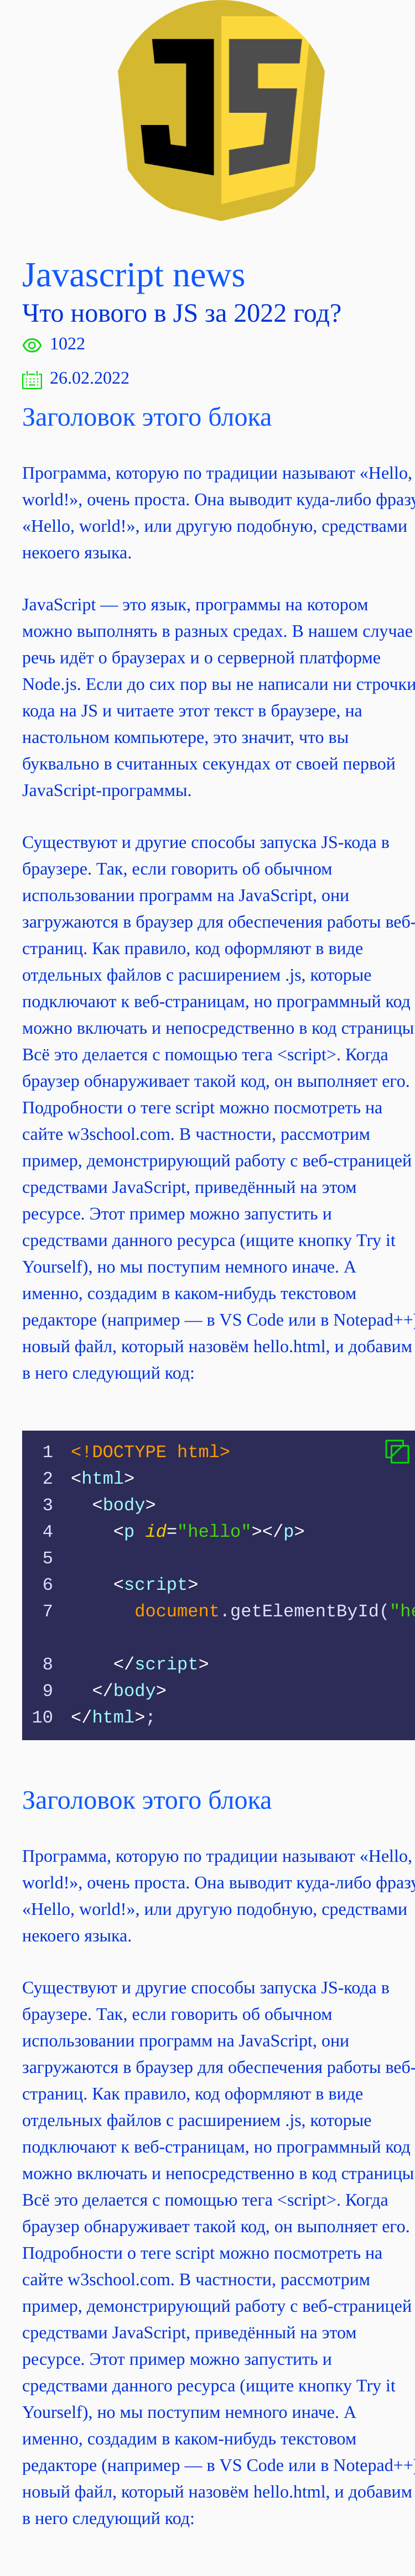 JS
Javascript news
Что нового в JS за 2022 год?
1022
26.02.2022
Заголовок этого блока
Программа, которую по традиции называют «Hello,
world!», очень проста. Она выводит куда-либо фразу
«Hello, world!», или другую подобную, средствами
некоего языка.
JavaScript — это язык, программы на котором
можно выполнять в разных средах. В нашем случае
речь идёт о браузерах и о серверной платформе
Node.js. Если до сих пор вы не написали ни строчки
кода на JS и читаете этот текст в браузере, на
настольном компьютере, это значит, что вы
буквально в считанных секундах от своей первой
JavaScript-программы.
Существуют и другие способы запуска JS-кода в
браузере. Так, если говорить об обычном
использовании программ на JavaScript, они
загружаются в браузер для обеспечения работы веб-
страниц. Как правило, код оформляют в виде
отдельных файлов с расширением .js, которые
подключают к веб-страницам, но программный код
можно включать и непосредственно в код страницы
Всё это делается с помощью тега <script>. Когда
браузер обнаруживает такой код, он выполняет его.
Подробности о теге script можно посмотреть на
сайте w3school.com. В частности, рассмотрим
пример, демонстрирующий работу с веб-страницей
средствами JavaScript, приведённый на этом
ресурсе. Этот пример можно запустить и
средствами данного ресурса (ищите кнопку Try it
Yourself), но мы поступим немного иначе. А
именно, создадим в каком-нибудь текстовом
редакторе (например — в VS Code или в Notepad++)
новый файл, который назовём hello.html, и добавим
в него следующий код:
1 <!DOCTYPE html>
2 <html>
3 <body>
4 <p id="hello"></p>
5
6 <script>
7 document.getElementById("he
8 </script>
9 </body>
10 </html>;
Заголовок этого блока
Программа, которую по традиции называют «Hello,
world!», очень проста. Она выводит куда-либо фразу
«Hello, world!», или другую подобную, средствами
некоего языка.
Существуют и другие способы запуска JS-кода в
браузере. Так, если говорить об обычном
использовании программ на JavaScript, они
загружаются в браузер для обеспечения работы веб-
страниц. Как правило, код оформляют в виде
отдельных файлов с расширением .js, которые
подключают к веб-страницам, но программный код
можно включать и непосредственно в код страницы
Всё это делается с помощью тега <script>. Когда
браузер обнаруживает такой код, он выполняет его.
Подробности о теге script можно посмотреть на
сайте w3school.com. В частности, рассмотрим
пример, демонстрирующий работу с веб-страницей
средствами JavaScript, приведённый на этом
ресурсе. Этот пример можно запустить и
средствами данного ресурса (ищите кнопку Try it
Yourself), но мы поступим немного иначе. А
именно, создадим в каком-нибудь текстовом
редакторе (например — в VS Code или в Notepad++)
новый файл, который назовём hello.html, и добавим
в него следующий код: